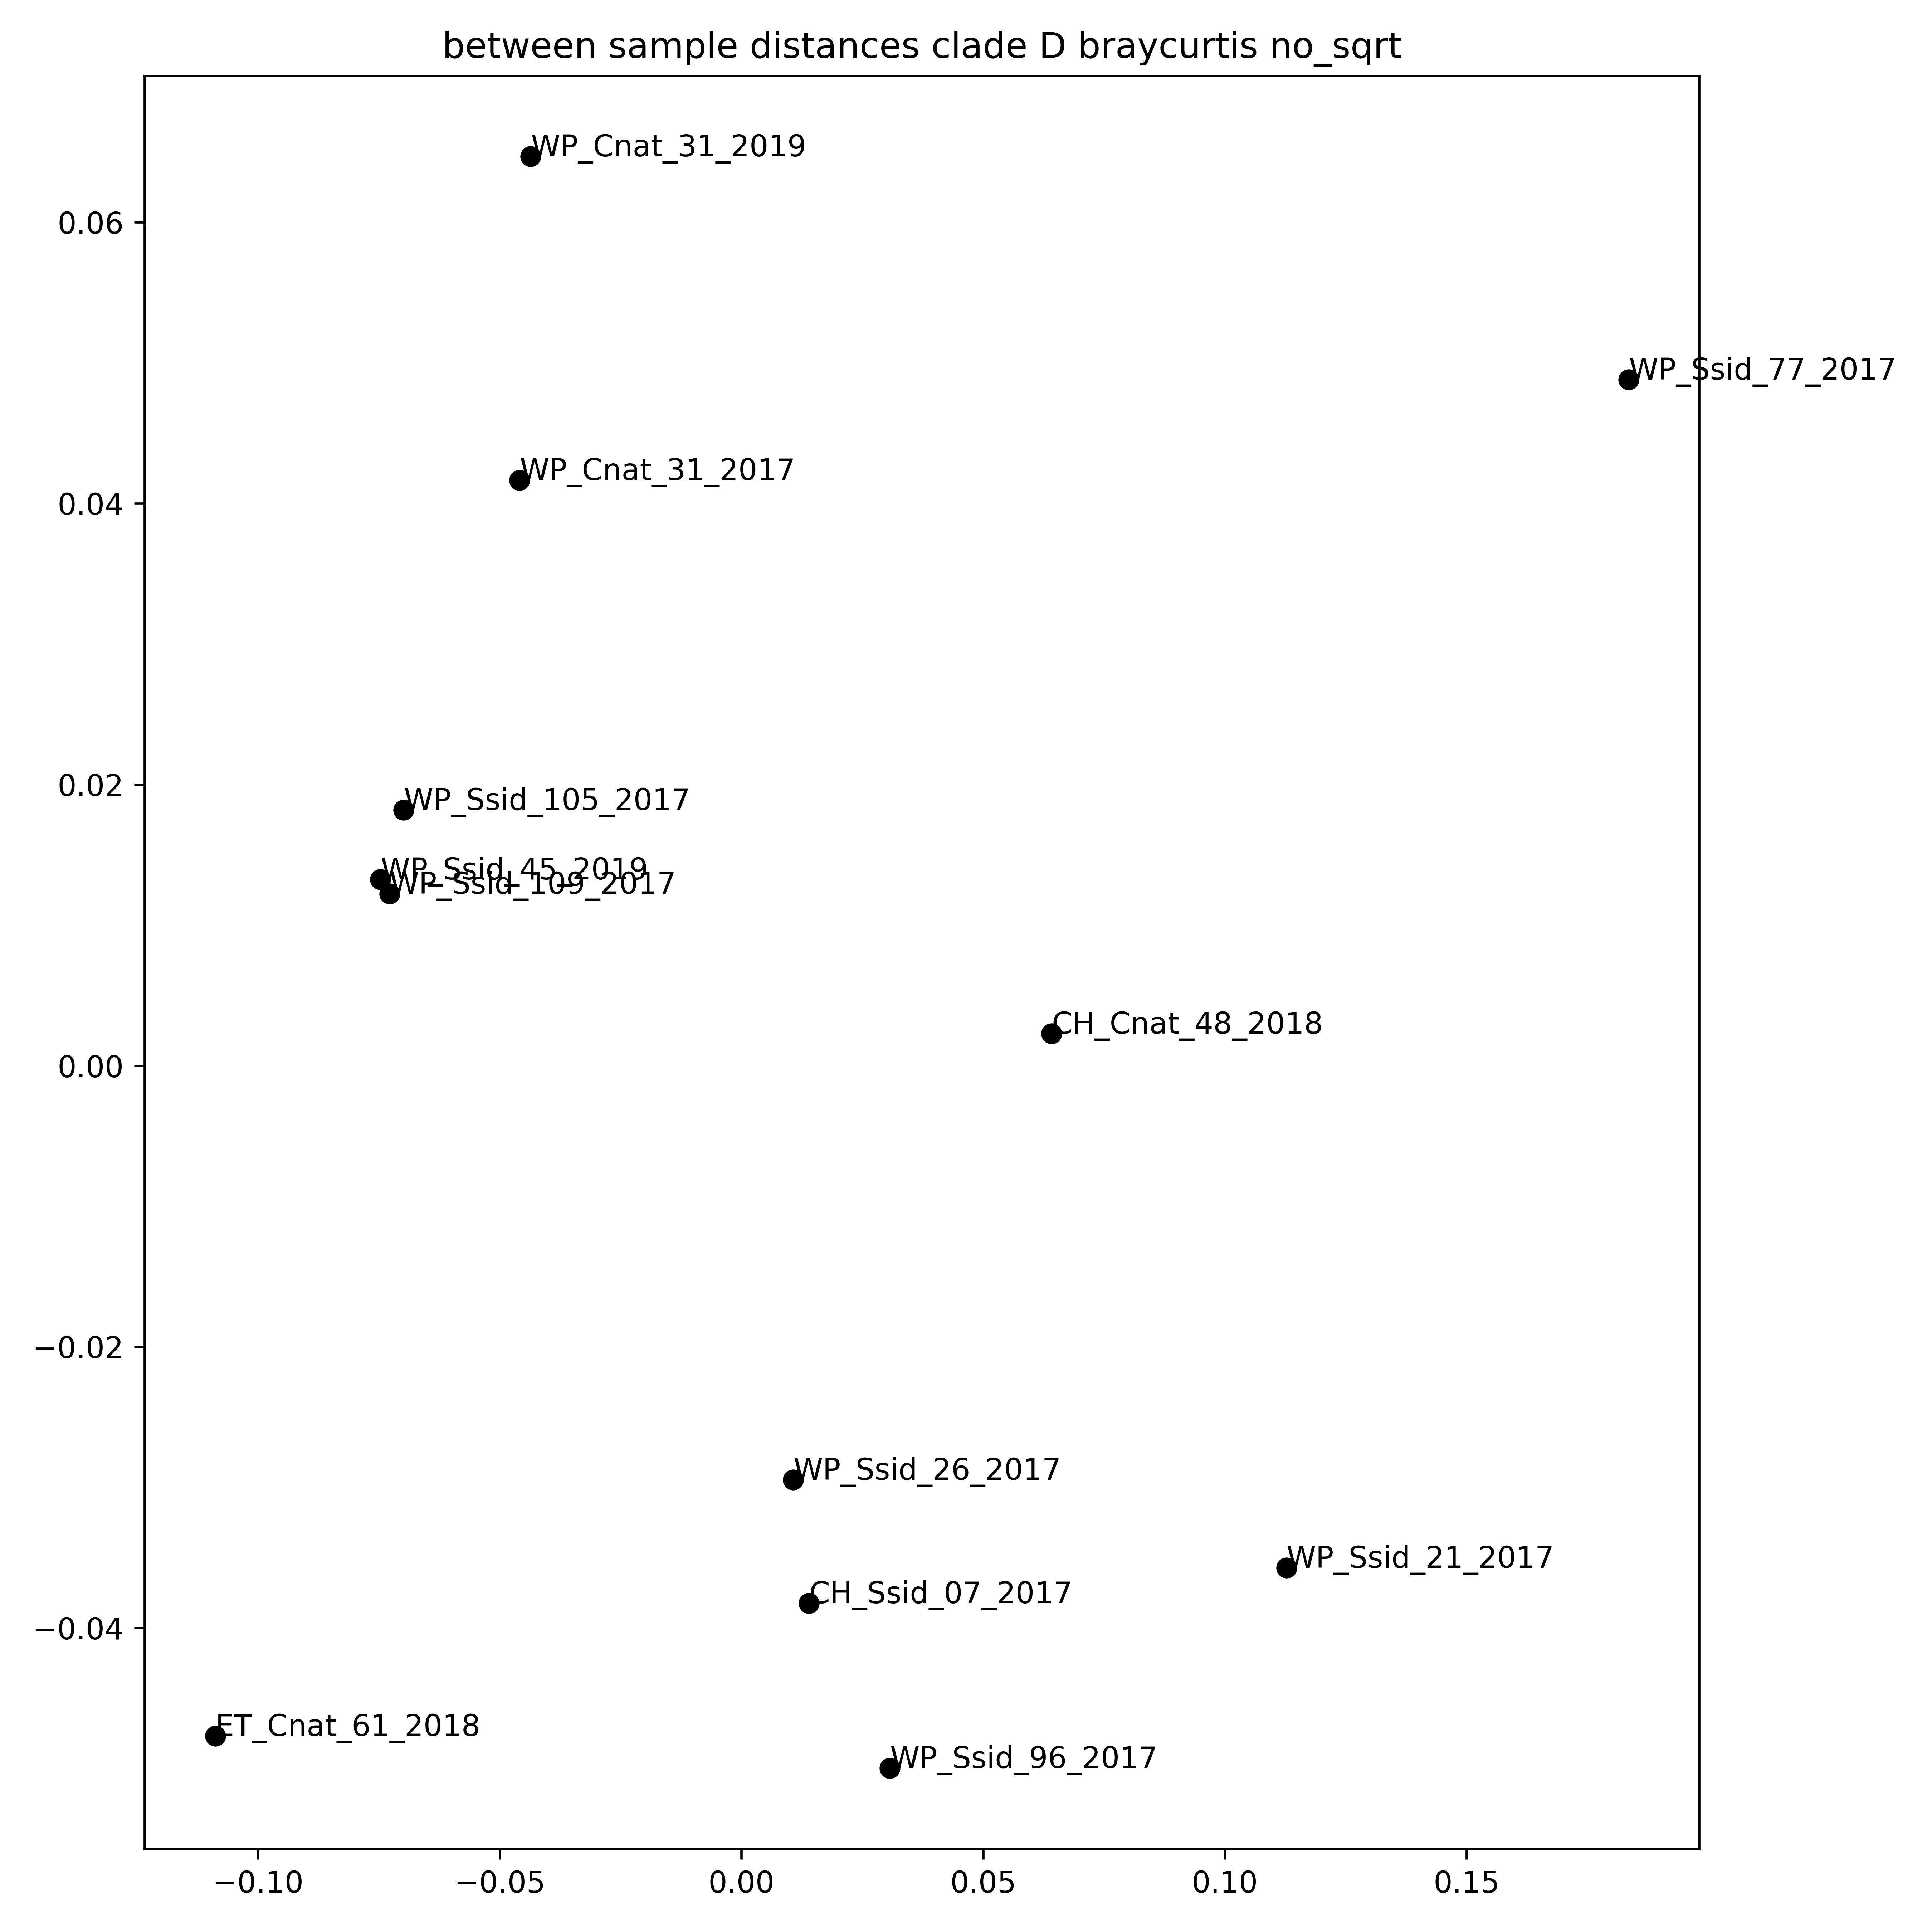 between sample distances clade D braycurtis no_sqrt
WP_Cnat_31_2019
0.06
WP_Ssid_77_2017
WP_Cnat_31_2017
0.04
0.02
WP_Ssid_105_2017
WP_Ssid_45_2019
WP_Ssid_109_2017
CH_Cnat_48_2018
0.00
−0.02
WP_Ssid_26_2017
WP_Ssid_21_2017
CH_Ssid_07_2017
−0.04
ET_Cnat_61_2018
WP_Ssid_96_2017
−0.10 −0.05 0.00 0.05 0.10 0.15